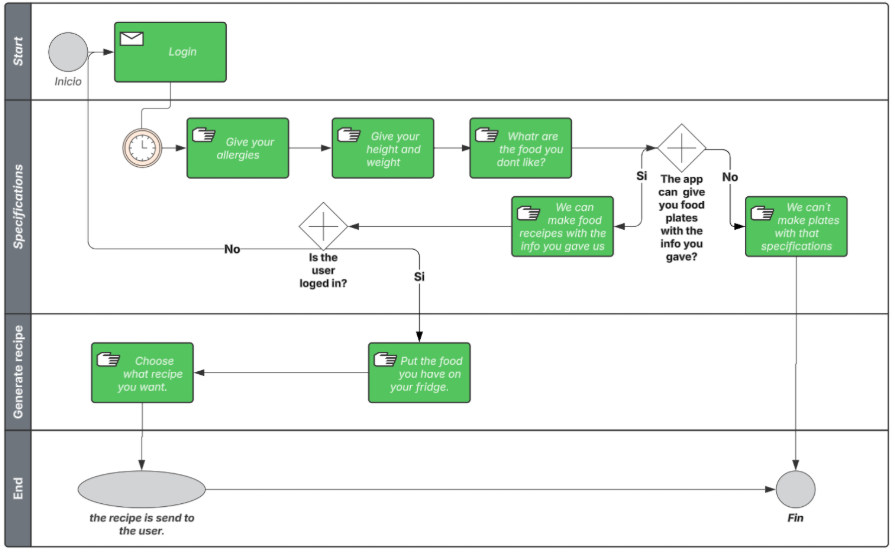 Start
Login
Inicio
Specifications
Give your
allergies
Give your
height and
weight
Whatr are
the food you
dont like?
Si
The app
can give
you food
plates
with the
info you
gave?
No
We can
make food
receipes with the
info you gave us
We can't
make plates
with that
specifications
Is the
user
loged in?
No
Si
Generate recipe
Choose
what recipe
you want.
Put the food
you have on
your fridge.
End
the recipe is send to
the user.
Fin